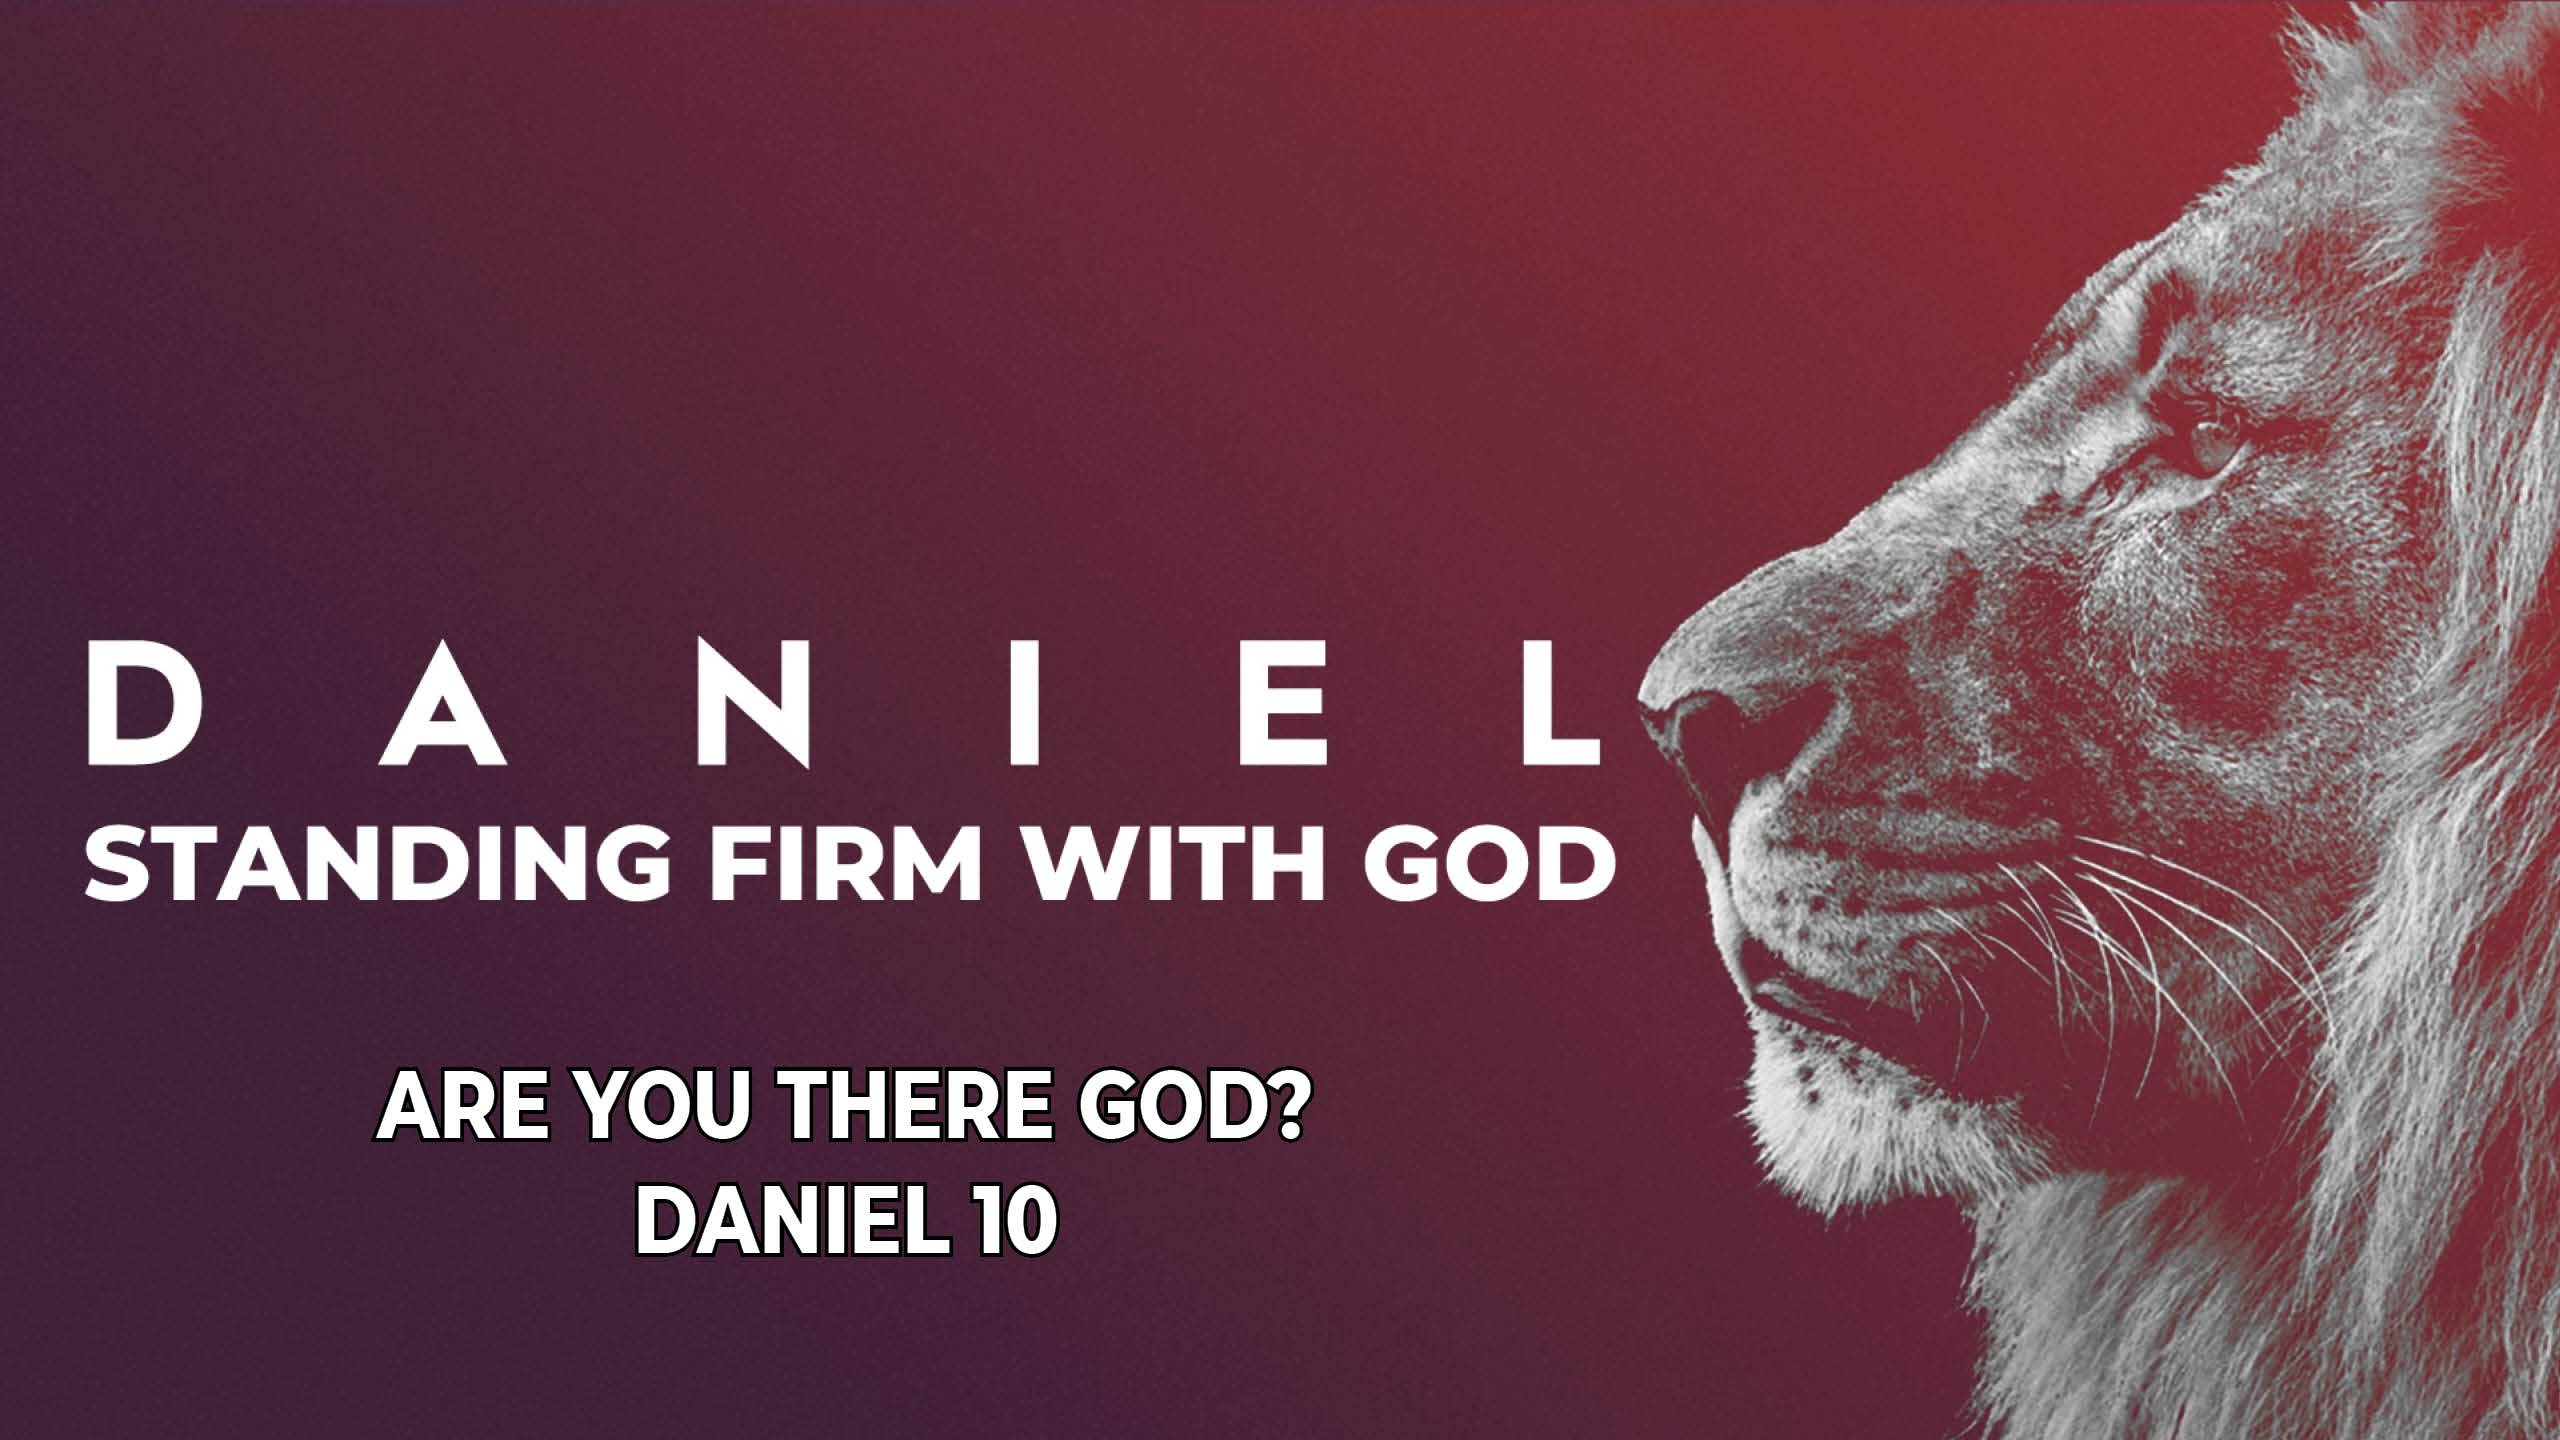 DANIEL
STANDING FIRM WITH GOD
ARE YOU THERE GOD?
DANIEL 10